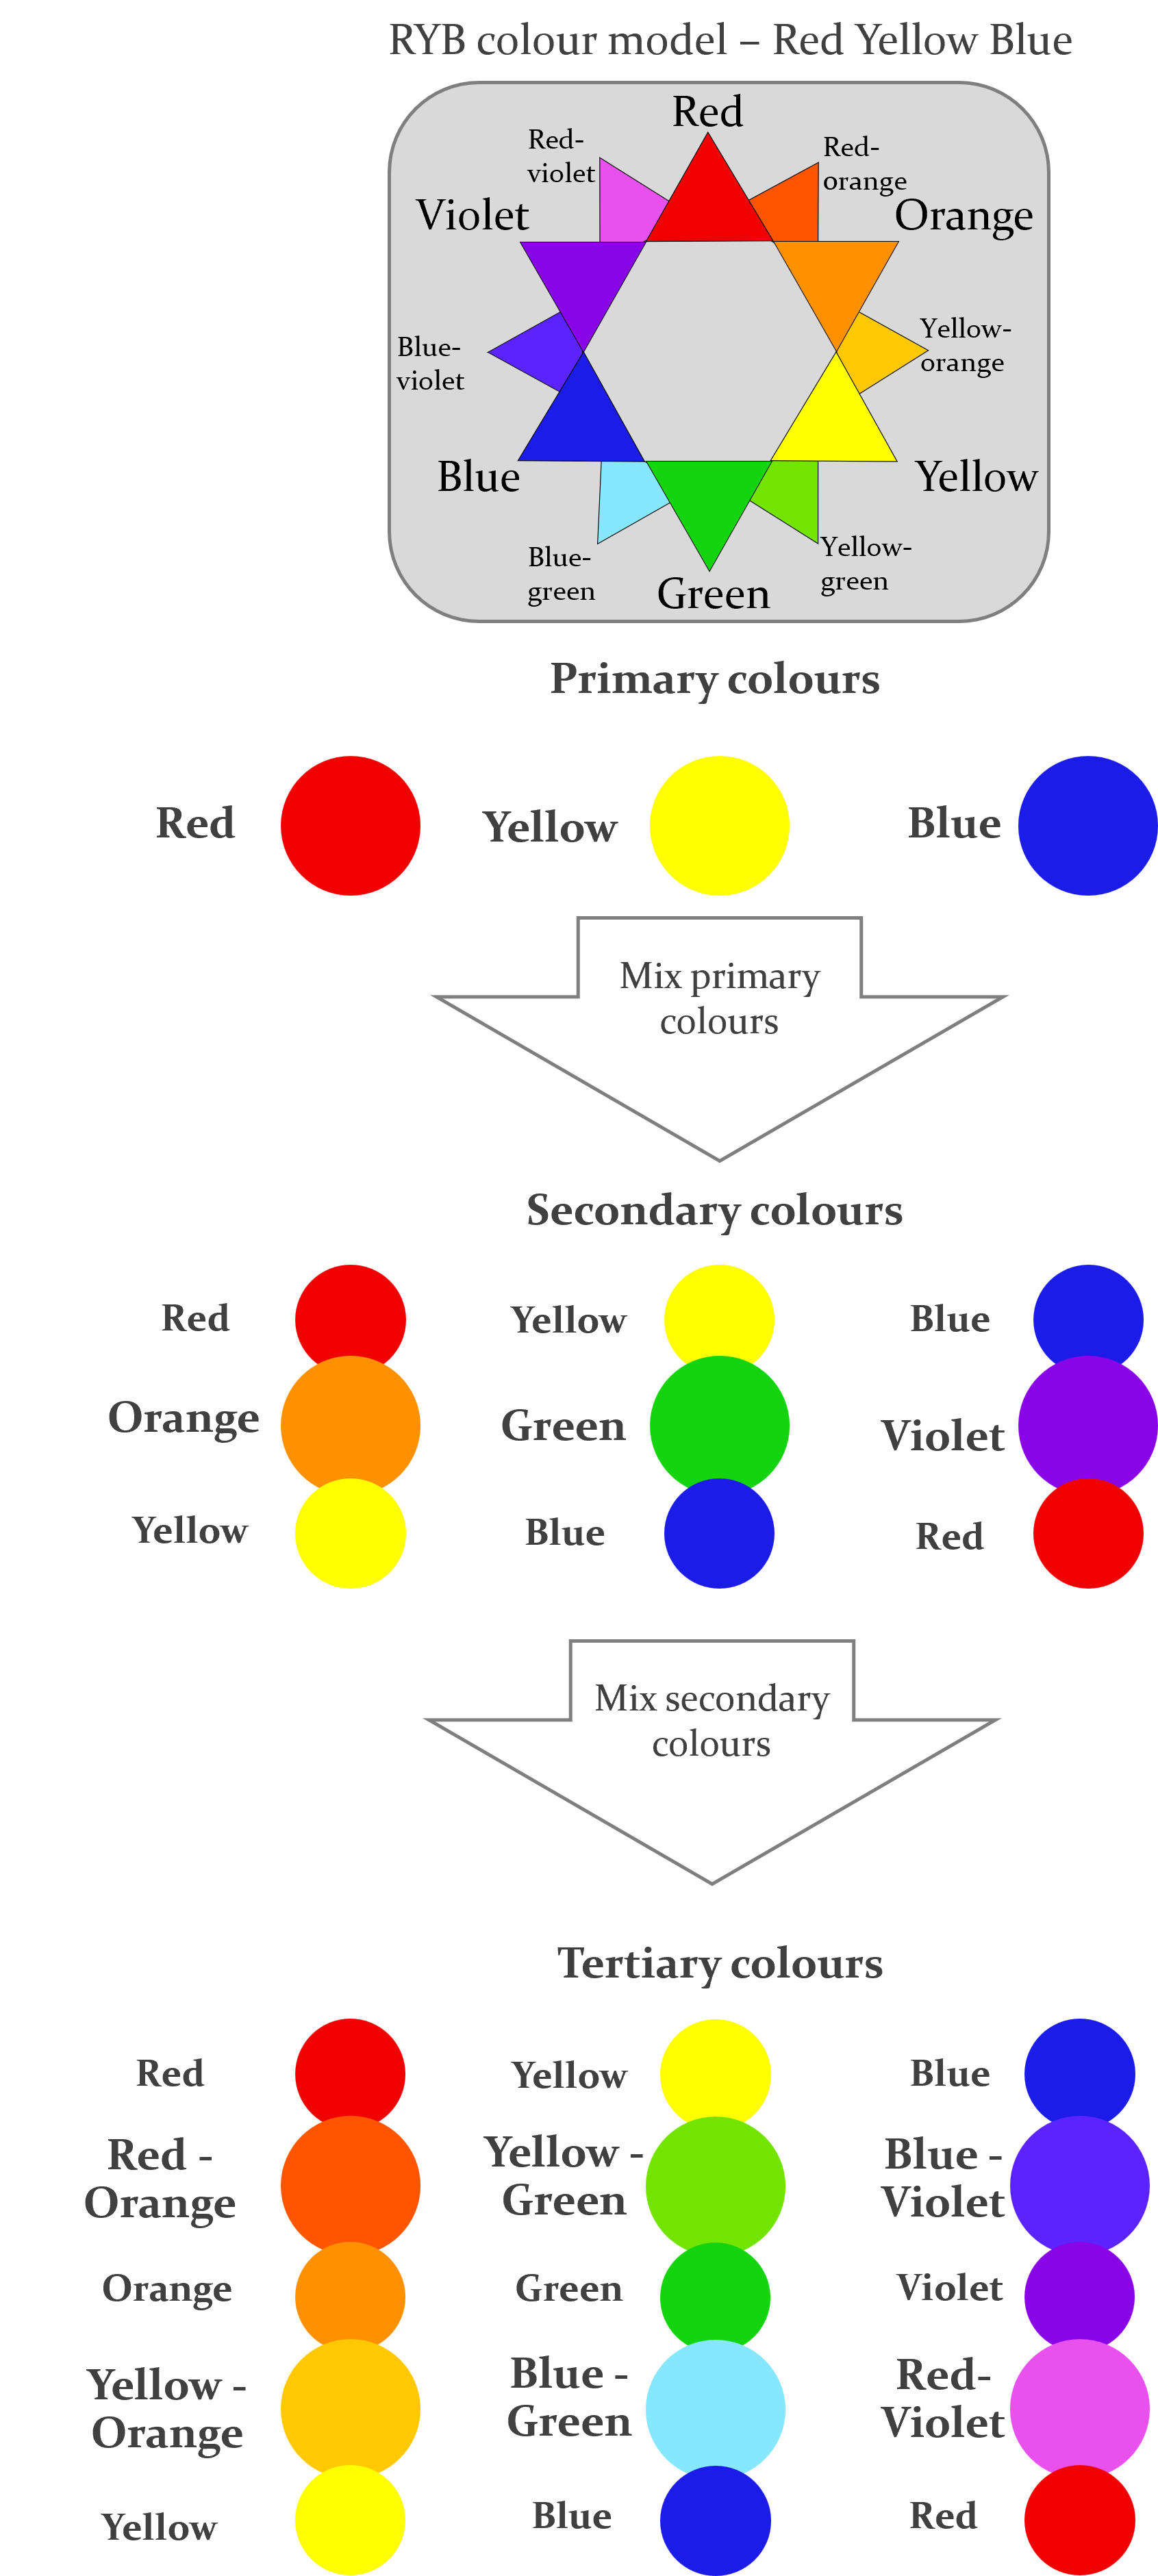 RYB colour model – Red Yellow Blue
Red
Red-
violet
Red-
orange
Violet
Orange
Blue-
violet
Yellow-
orange
Blue
Yellow
Blue-
green
Yellow-
green
Green
Primary colours
Red
Yellow
Blue
Mix primary
colours
Secondary colours
Red
Yellow
Blue
Orange
Green
Violet
Yellow
Blue
Red
Mix secondary
colours
Tertiary colours
Red
Yellow
Blue
Red -
Orange
Yellow -
Green
Blue -
Violet
Orange
Green
Violet
Yellow -
Orange
Blue -
Green
Red-
Violet
Yellow
Blue
Red